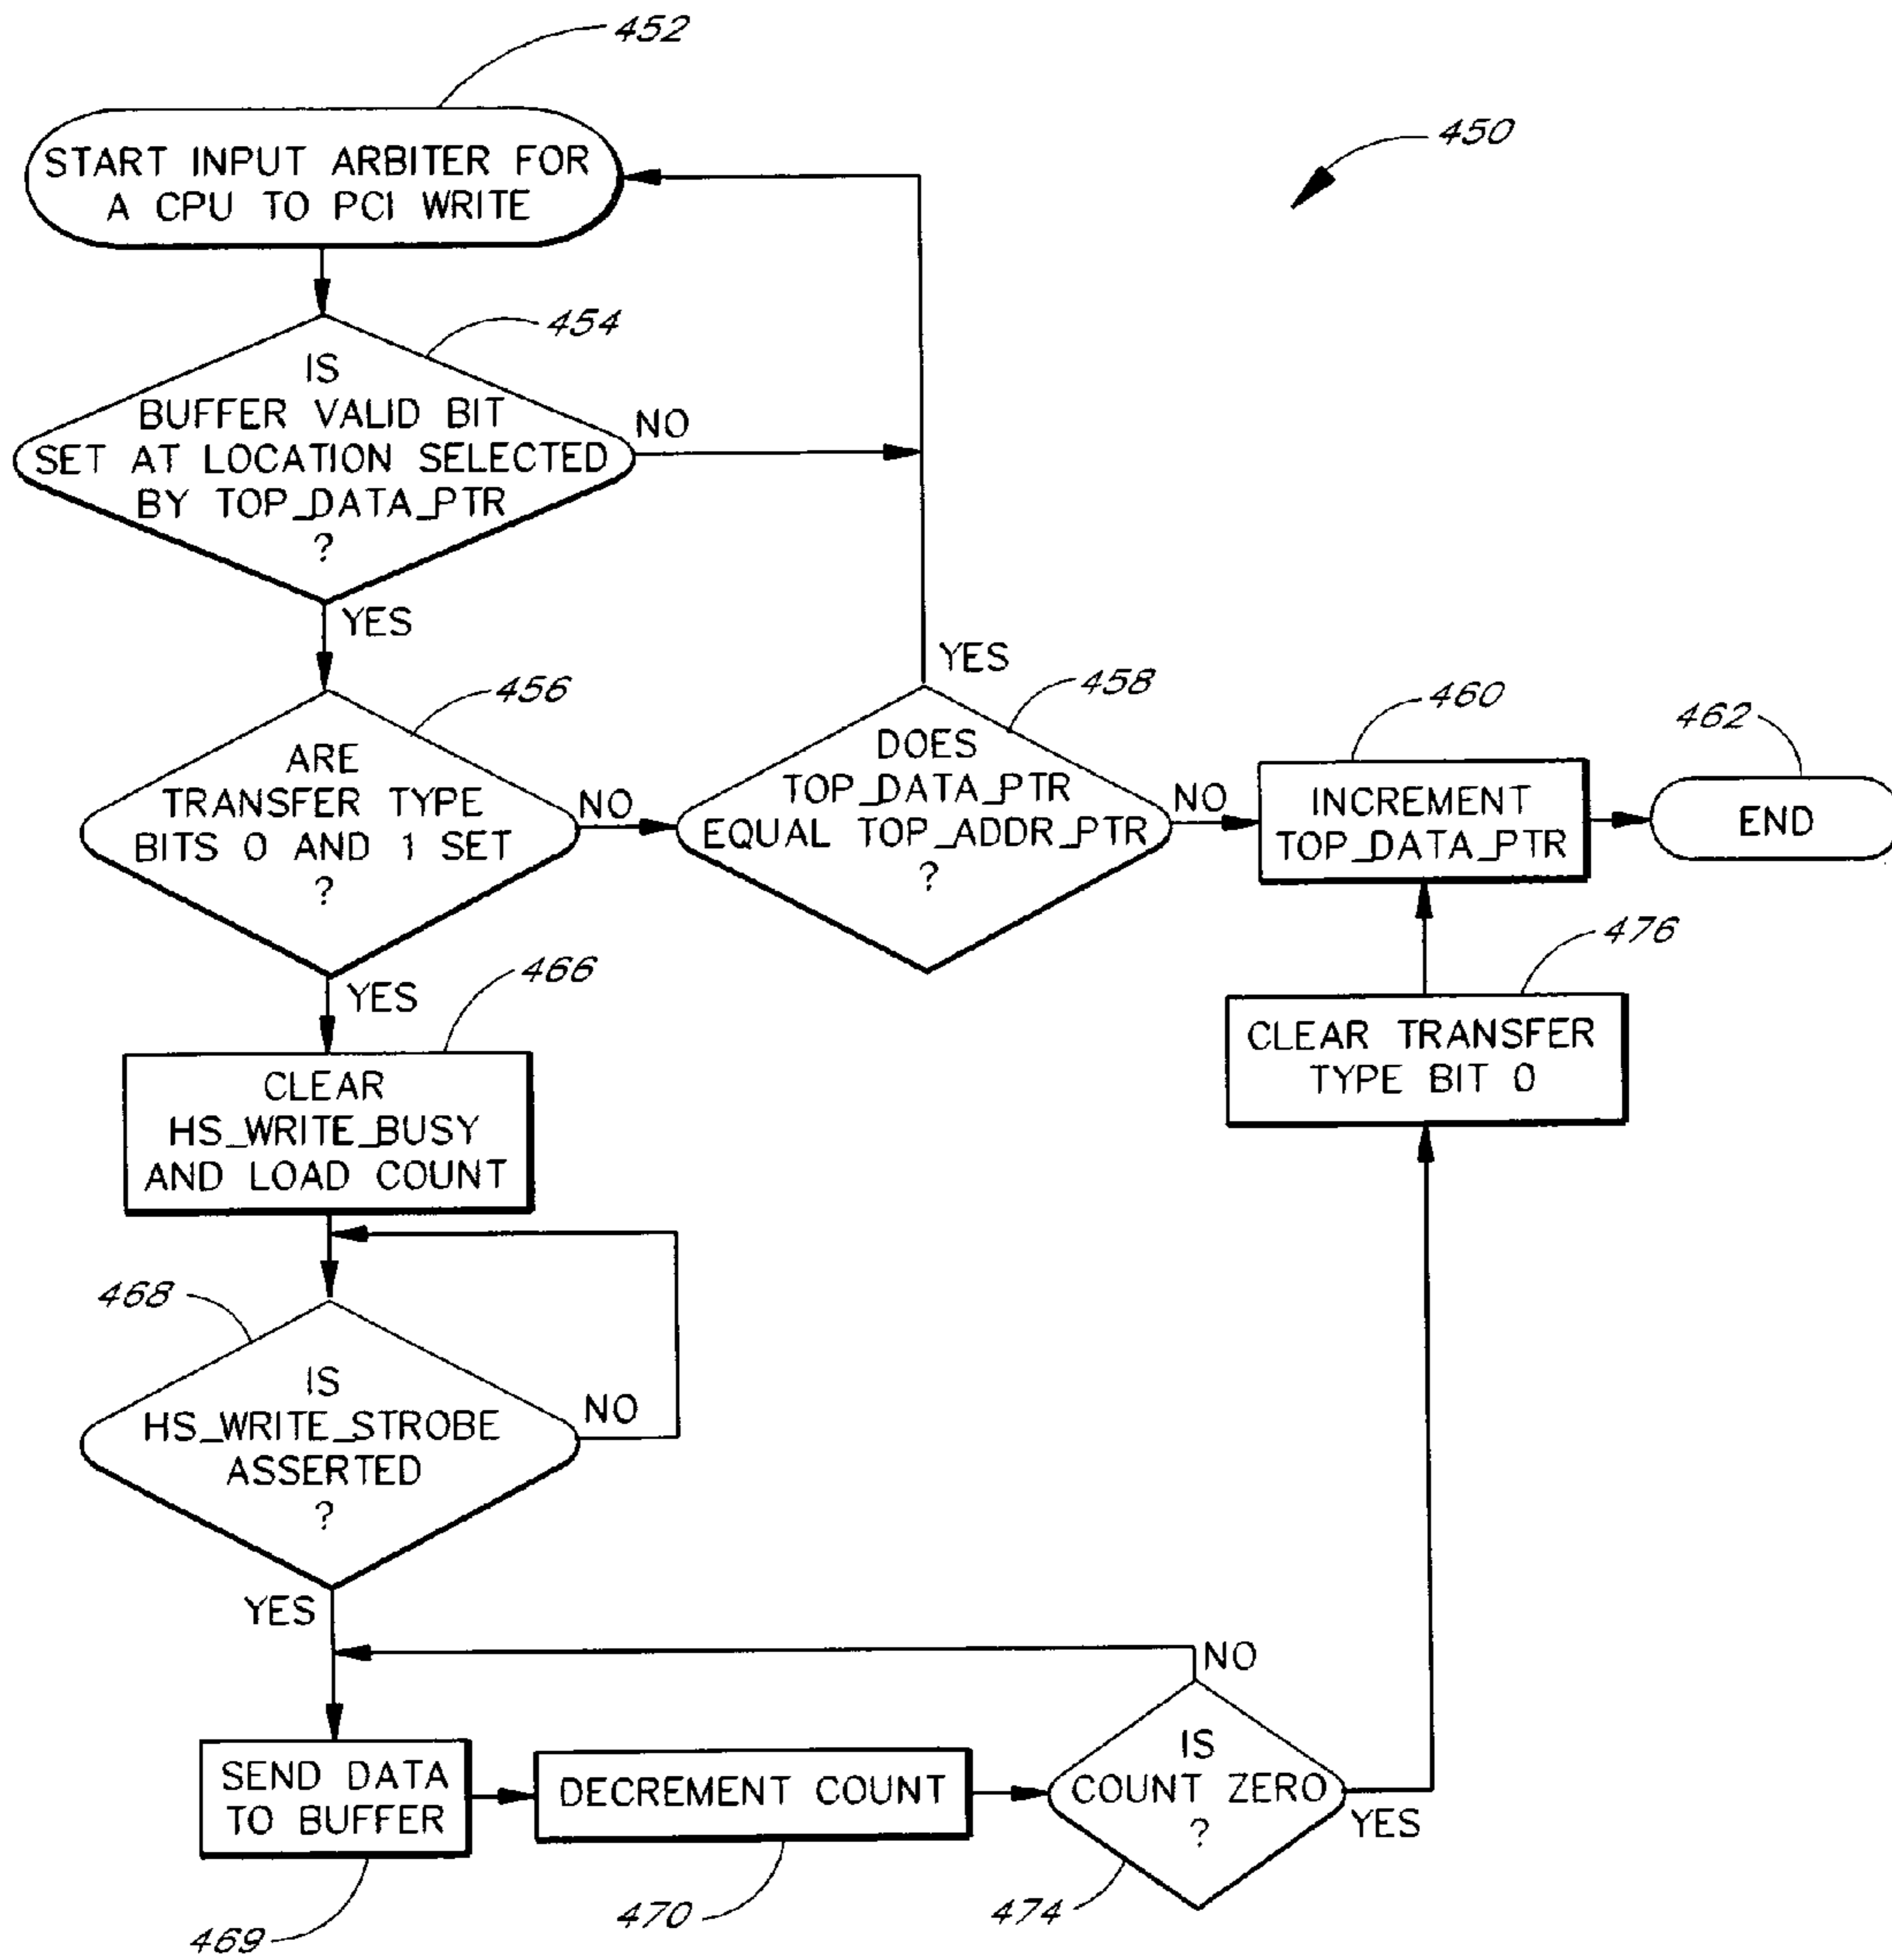 452
450
START INPUT ARBITER FOR
A CPU TO PCI WRITE
454
IS
BUFFER VALID BIT
SET AT LOCATION SELECTED
BY TOP_DATA_PTR
?
NO
YES
456
ARE
TRANSFER TYPE
BITS 0 AND 1 SET
?
NO
YES
YES
458
DOES
TOP_DATA_PTR
EQUAL TOP_ADDR_PTR
?
NO
460
INCREMENT
TOP_DATA_PTR
462
END
476
CLEAR TRANSFER
TYPE BIT 0
466
CLEAR
HS_WRITE_BUSY
AND LOAD COUNT
468
IS
HS_WRITE_STROBE
ASSERTED
?
NO
YES
SEND DATA
TO BUFFER
469
DECREMENT COUNT
470
NO
IS
COUNT ZERO
?
YES
474